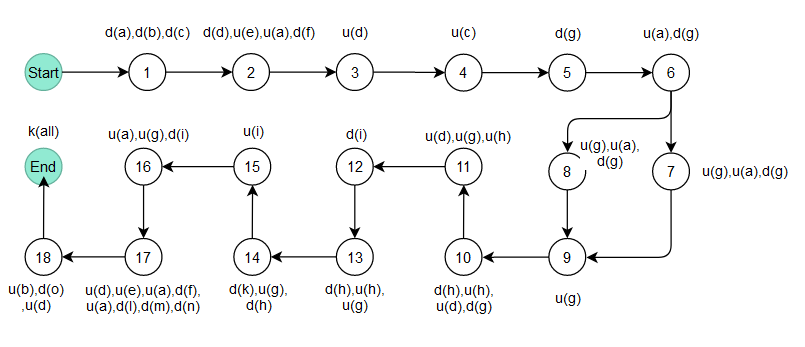 d(a),d(b),d(c)
d(d),u(e),u(a),d(f)
u(d)
u(c)
d(g)
u(a),d(g)
Start
1
2
3
4
5
6
k(all)
u(a),u(g),d(i)
u(i)
d(i)
u(d),u(g),u(h)
u(g),u(a),
d(g)
End
16
15
12
11
8
7
u(g),u(a),d(g)
18
17
14
13
10
9
u(b),d(o)
,u(d)
u(d),u(e),u(a),d(f),
u(a),d(l),d(m),d(n)
d(k),u(g),
d(h)
d(h),u(h),
u(g)
d(h),u(h),
u(d),d(g)
u(g)